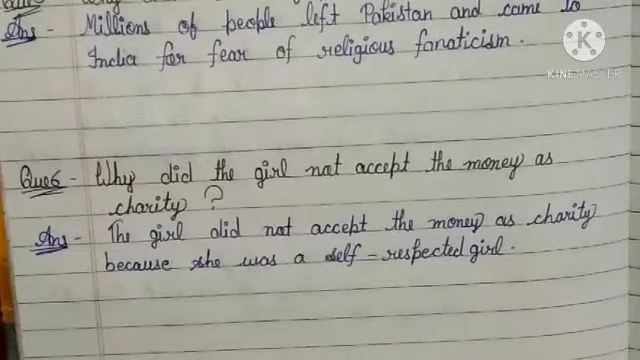 Ans - Millions of people left Pakistan and came to
India for fear of religious fanaticism.
KINEMASTER
Que6 - Why did the girl not accept the money as
charity ?
Ans - The girl did not accept the money as charity
because she was a self-respected girl.